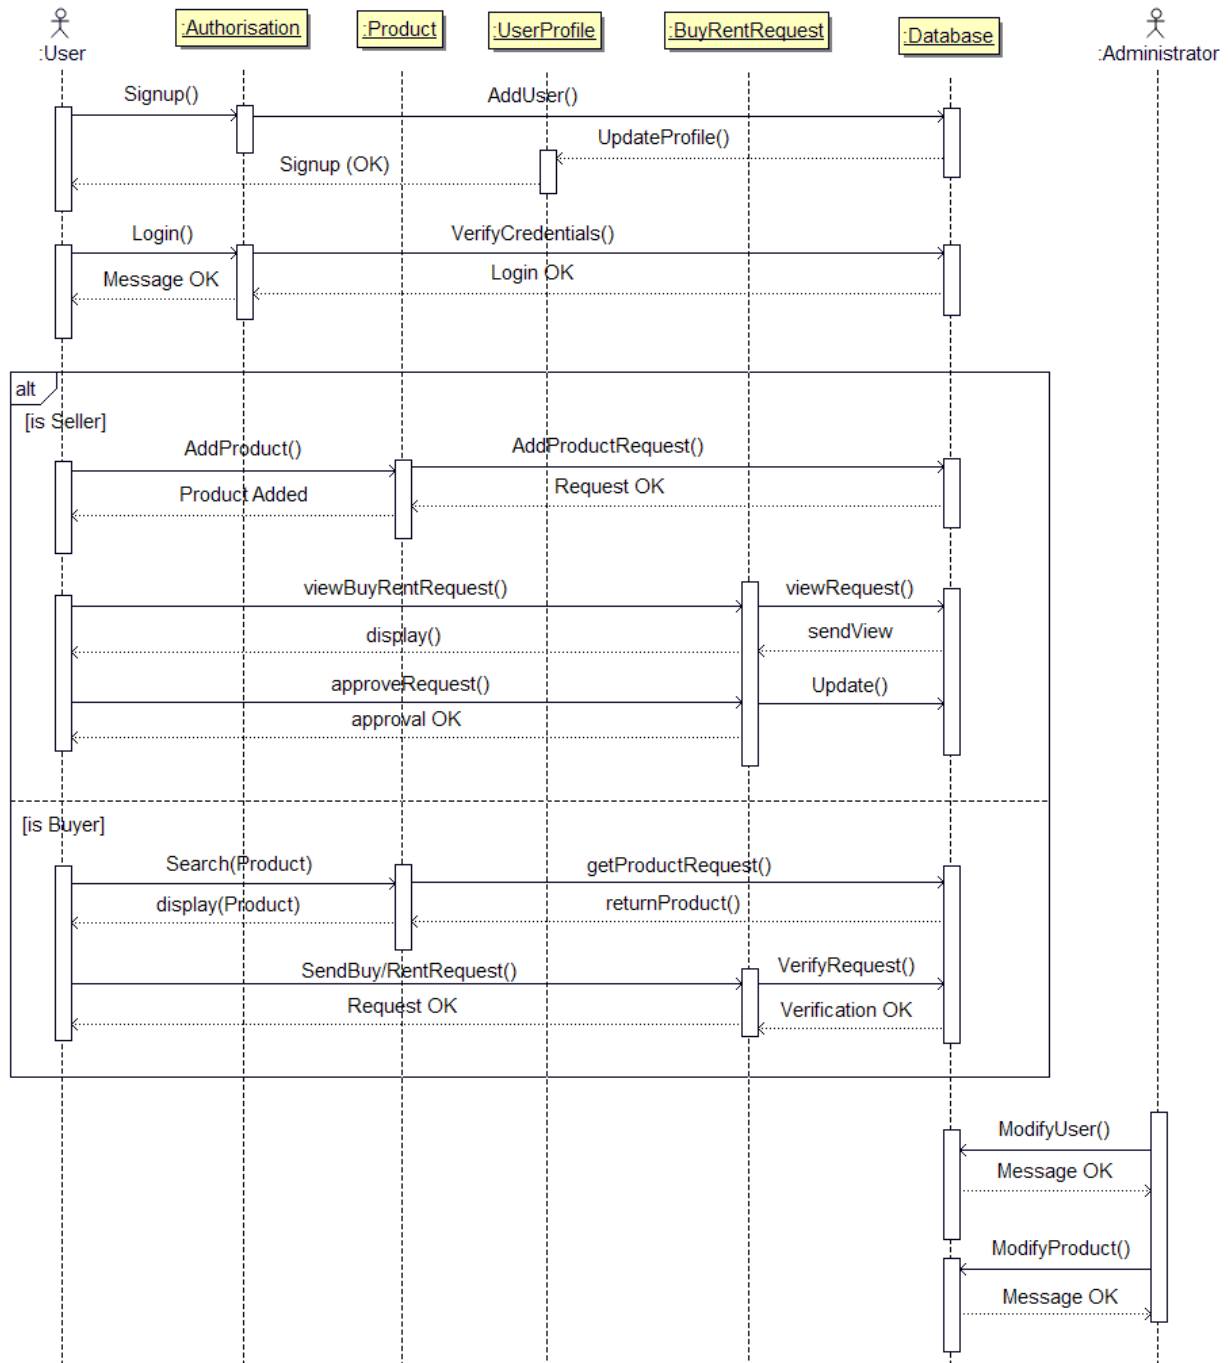 :User
:Authorisation
:Product
:UserProfile
:BuyRentRequest
:Database
:Administrator
Signup()
AddUser()
UpdateProfile()
Signup (OK)
Login()
VerifyCredentials()
Message OK
Login OK
alt
[is Seller]
AddProduct()
AddProductRequest()
Product Added
Request OK
viewBuyRentRequest()
viewRequest()
display()
sendView
approveRequest()
Update()
approval OK
[is Buyer]
Search(Product)
getProductRequest()
display(Product)
returnProduct()
SendBuy/RentRequest()
VerifyRequest()
Request OK
Verification OK
ModifyUser()
Message OK
ModifyProduct()
Message OK